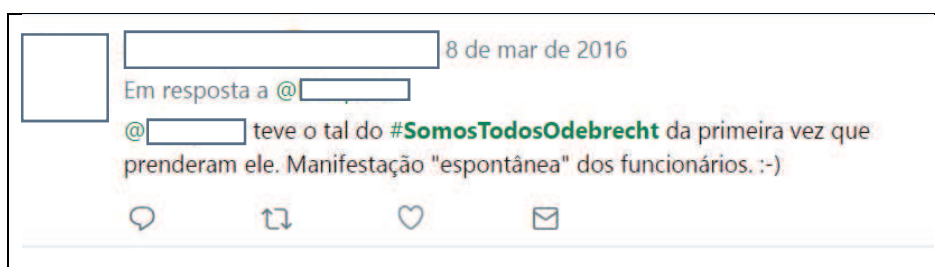 8 de mar de 2016
Em resposta a @
@ teve o tal do #SomosTodosOdebrecht da primeira vez que
prenderam ele. Manifestação "espontânea" dos funcionários. :-)